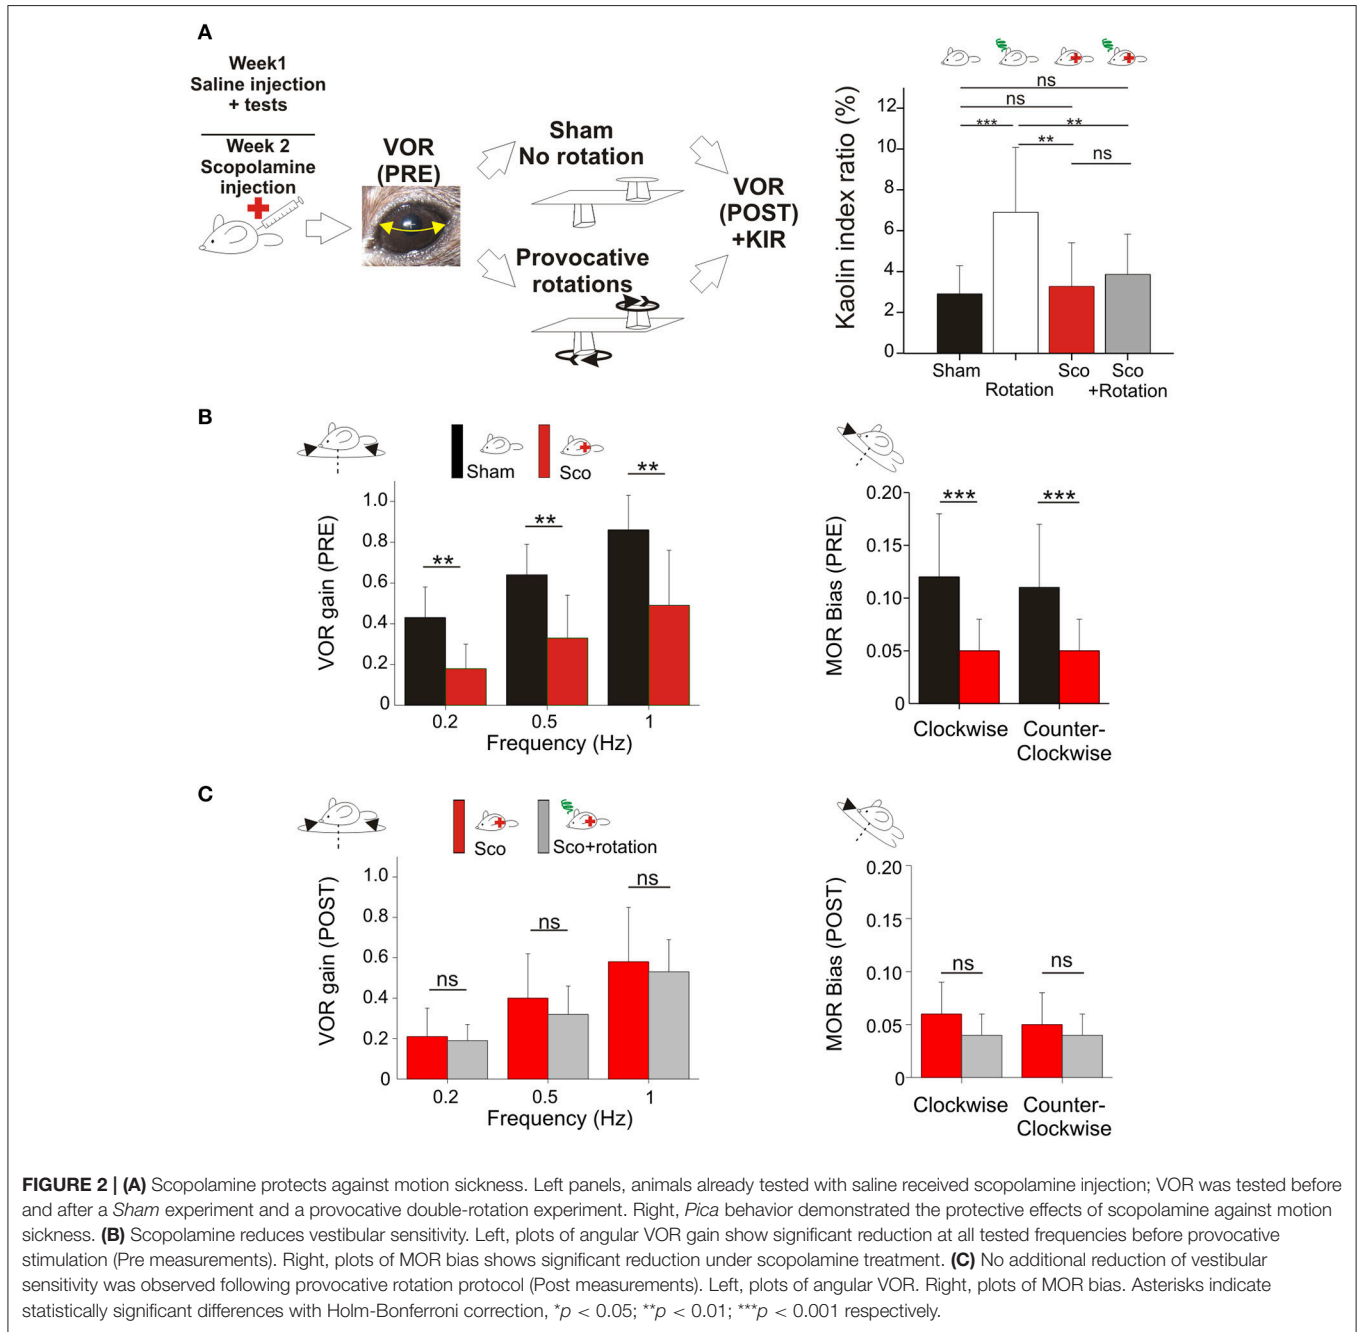 A
Week1
Saline injection
+ tests
Week 2
Scopolamine
injection
VOR
(PRE)
Sham
No rotation
Provocative
rotations
VOR
(POST)
+KIR
Kaolin index ratio (%)
12
10
8
6
4
2
0
ns
ns
***
**
**
ns
Sham
Rotation
Sco
Sco
+Rotation
B
Sham
Sco
VOR gain (PRE)
1.0
0.8
0.6
0.4
0.2
0
**
**
**
0.2
0.5
1
Frequency (Hz)
MOR Bias (PRE)
0.20
0.15
0.10
0.05
0
***
***
Clockwise
Counter-
Clockwise
C
Sco
Sco+rotation
VOR gain (POST)
1.0
0.8
0.6
0.4
0.2
0
ns
ns
ns
0.2
0.5
1
Frequency (Hz)
MOR Bias (POST)
0.20
0.15
0.10
0.05
0
ns
ns
Clockwise
Counter-
Clockwise
FIGURE 2 | (A) Scopolamine protects against motion sickness. Left panels, animals already tested with saline received scopolamine injection; VOR was tested before
and after a Sham experiment and a provocative double-rotation experiment. Right, Pica behavior demonstrated the protective effects of scopolamine against motion
sickness. (B) Scopolamine reduces vestibular sensitivity. Left, plots of angular VOR gain show significant reduction at all tested frequencies before provocative
stimulation (Pre measurements). Right, plots of MOR bias shows significant reduction under scopolamine treatment. (C) No additional reduction of vestibular
sensitivity was observed following provocative rotation protocol (Post measurements). Left, plots of angular VOR. Right, plots of MOR bias. Asterisks indicate
statistically significant differences with Holm-Bonferroni correction, *p < 0.05; **p < 0.01; ***p < 0.001 respectively.